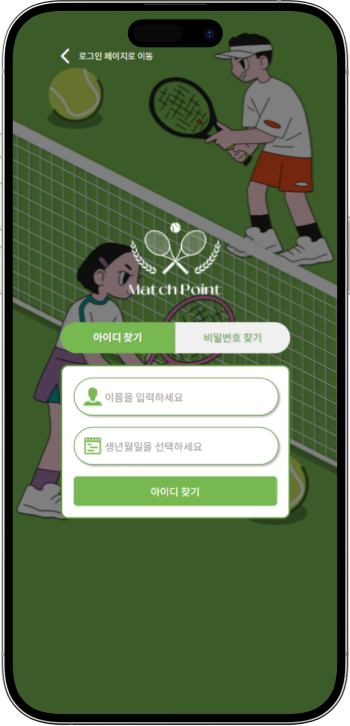 로그인 페이지로 이동
Match Point
아이디 찾기
비밀번호 찾기
이름을 입력하세요
생년월일을 선택하세요
아이디 찾기